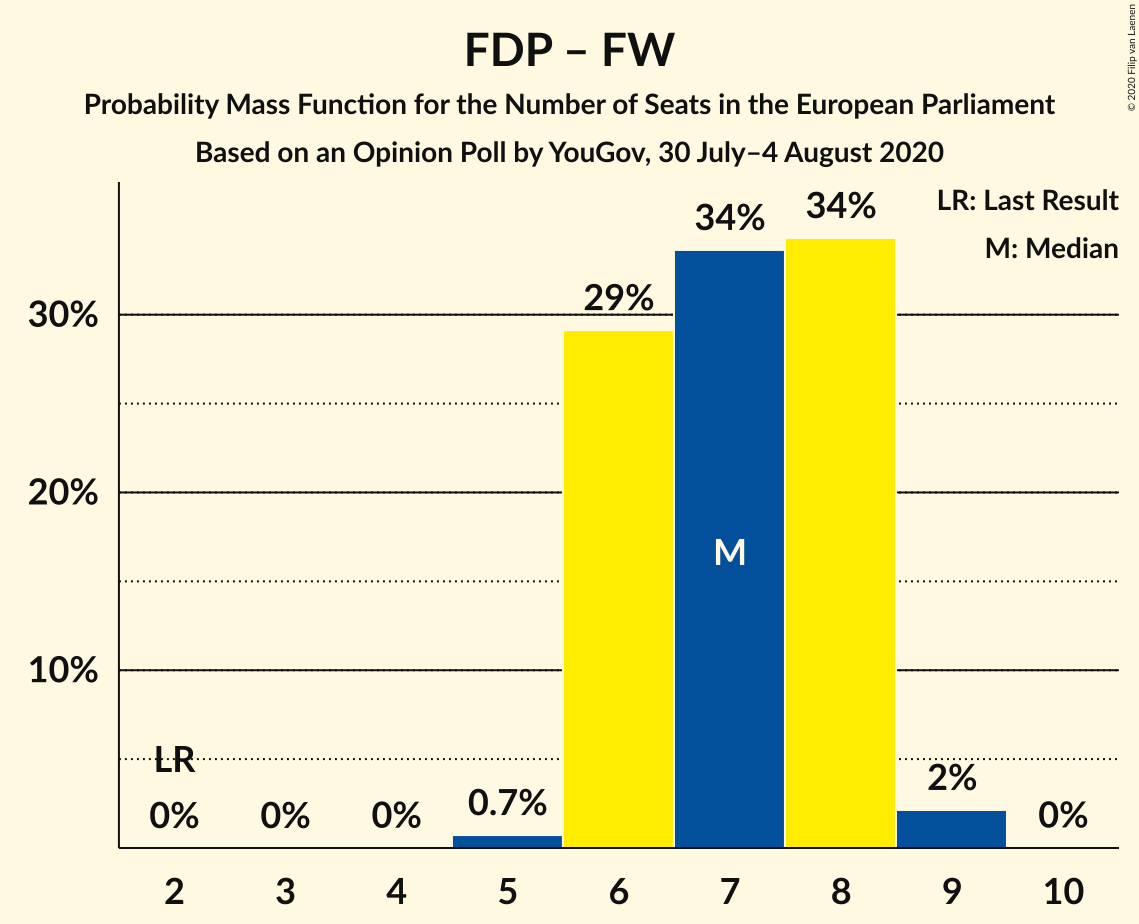 FDP – FW
Probability Mass Function for the Number of Seats in the European Parliament
Based on an Opinion Poll by YouGov, 30 July–4 August 2020
© 2020 Filip van Laenen
LR: Last Result
M: Median
34%
34%
29%
30%
20%
M
10%
LR
0%
0%
0%
0.7%
2%
0%
2
3
4
5
6
7
8
9
10